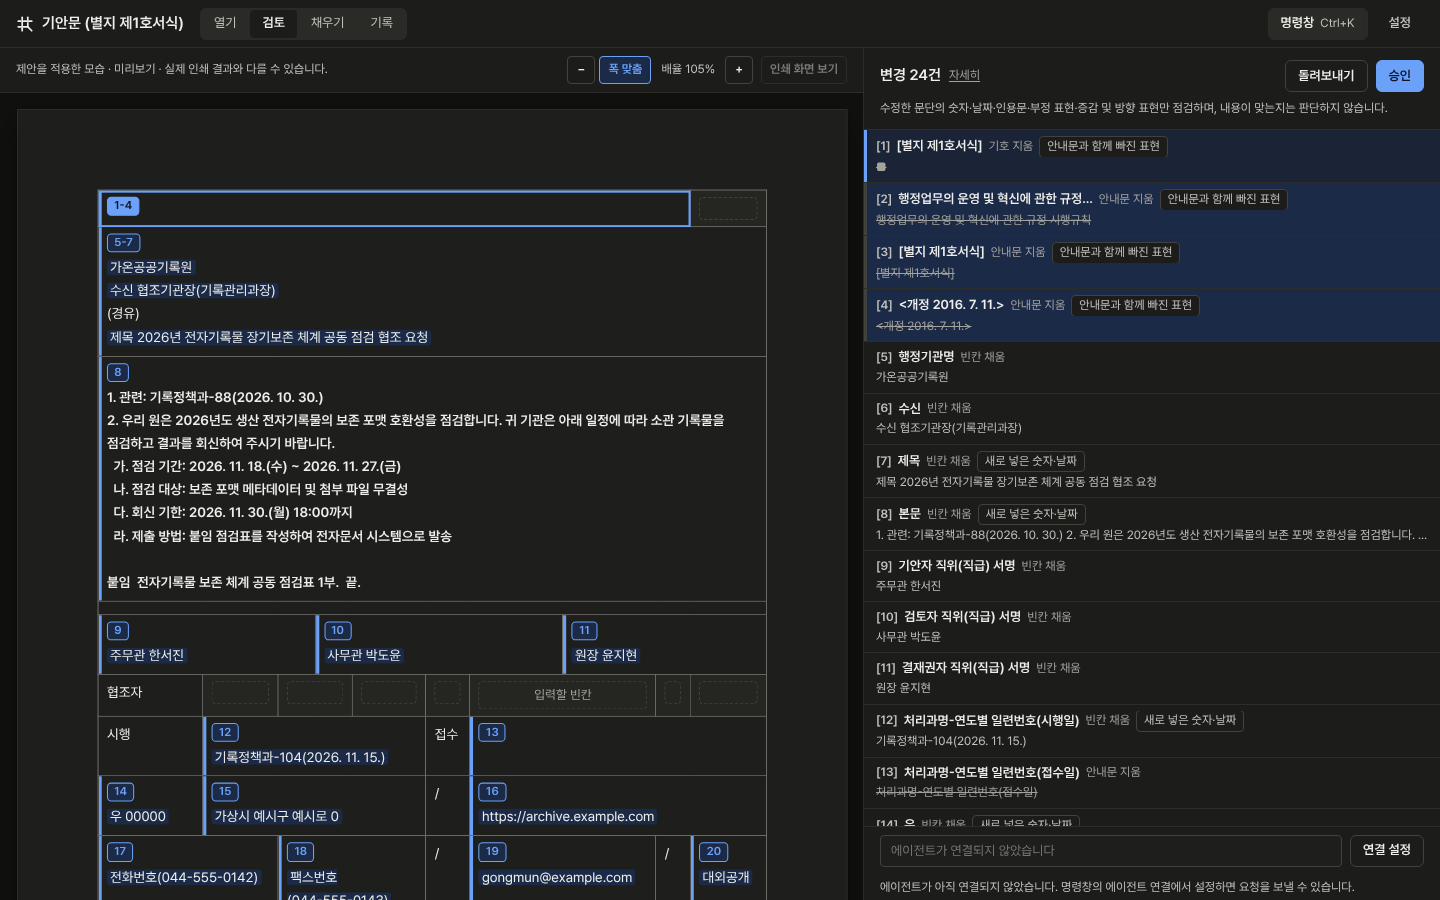 기안문 (별지 제1호서식)
열기 검토 채우기 기록
명령창 Ctrl+K 설정
제안을 적용한 모습 · 미리보기 · 실제 인쇄 결과와 다를 수 있습니다.
− 폭 맞춤 배율 105% + 인쇄 화면 보기
1-4
5-7
가온공공기록원
수신 협조기관장(기록관리과장)
(경유)
제목 2026년 전자기록물 장기보존 체계 공동 점검 협조 요청
8
1. 관련: 기록정책과-88(2026. 10. 30.)
2. 우리 원은 2026년도 생산 전자기록물의 보존 포맷 호환성을 점검합니다. 귀 기관은 아래 일정에 따라 소관 기록물을
점검하고 결과를 회신하여 주시기 바랍니다.
가. 점검 기간: 2026. 11. 18.(수) ~ 2026. 11. 27.(금)
나. 점검 대상: 보존 포맷 메타데이터 및 첨부 파일 무결성
다. 회신 기한: 2026. 11. 30.(월) 18:00까지
라. 제출 방법: 붙임 점검표를 작성하여 전자문서 시스템으로 발송
붙임 전자기록물 보존 체계 공동 점검표 1부. 끝.
9 10 11
주무관 한서진 사무관 박도윤 원장 윤지현
협조자 입력할 빈칸
시행 12 접수 13
기록정책과-104(2026. 11. 15.)
14 15 / 16
우 00000 가상시 예시구 예시로 0 https://archive.example.com
17 18 / 19 / 20
전화번호(044-555-0142) 팩스번호 gongmun@example.com 대외공개
(044-555-0143)
변경 24건 자세히 돌려보내기 승인
수정한 문단의 숫자·날짜·인용문·부정 표현·증감 및 방향 표현만 점검하며, 내용이 맞는지는 판단하지 않습니다.
[1] [별지 제1호서식] 기호 지움 안내문과 함께 빠진 표현
[2] 행정업무의 운영 및 혁신에 관한 규정... 안내문 지움 안내문과 함께 빠진 표현
행정업무의 운영 및 혁신에 관한 규정 시행규칙
[3] [별지 제1호서식] 안내문 지움 안내문과 함께 빠진 표현
[별지 제1호서식]
[4] <개정 2016. 7. 11.> 안내문 지움 안내문과 함께 빠진 표현
<개정 2016. 7. 11.>
[5] 행정기관명 빈칸 채움
가온공공기록원
[6] 수신 빈칸 채움
수신 협조기관장(기록관리과장)
[7] 제목 빈칸 채움 새로 넣은 숫자·날짜
제목 2026년 전자기록물 장기보존 체계 공동 점검 협조 요청
[8] 본문 빈칸 채움 새로 넣은 숫자·날짜
1. 관련: 기록정책과-88(2026. 10. 30.) 2. 우리 원은 2026년도 생산 전자기록물의 보존 포맷 호환성을 점검합니다. ...
[9] 기안자 직위(직급) 서명 빈칸 채움
주무관 한서진
[10] 검토자 직위(직급) 서명 빈칸 채움
사무관 박도윤
[11] 결재권자 직위(직급) 서명 빈칸 채움
원장 윤지현
[12] 처리과명-연도별 일련번호(시행일) 빈칸 채움 새로 넣은 숫자·날짜
기록정책과-104(2026. 11. 15.)
[13] 처리과명-연도별 일련번호(접수일) 안내문 지움
처리과명-연도별 일련번호(접수일)
[14] 우 빈칸 채움 새로 넣은 숫자·날짜
에이전트가 연결되지 않았습니다 연결 설정
에이전트가 아직 연결되지 않았습니다. 명령창의 에이전트 연결에서 설정하면 요청을 보낼 수 있습니다.